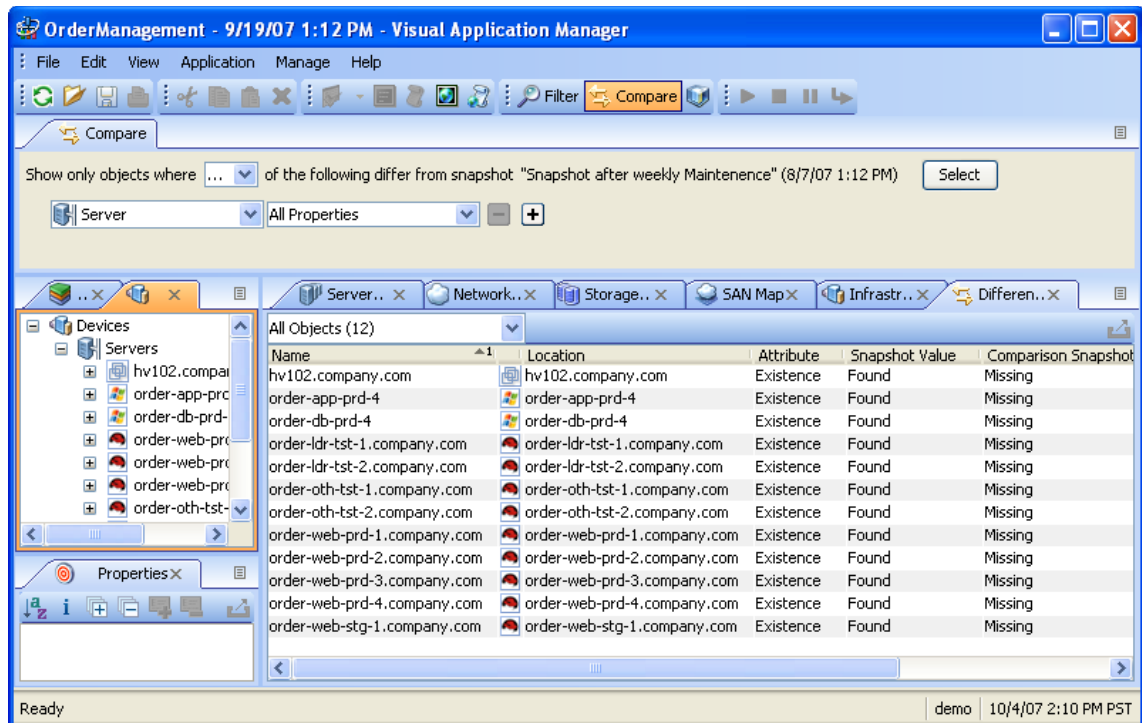 OrderManagement - 9/19/07 1:12 PM - Visual Application Manager
File Edit View Application Manage Help
Filter Compare
Compare
Show only objects where ... of the following differ from snapshot "Snapshot after weekly Maintenence" (8/7/07 1:12 PM) Select
Server All Properties
.. Server.. Network.. Storage.. SAN Map Infrastr.. Differen..
Devices
Servers
hv102.compai
order-app-prc
order-db-prd-
order-web-prc
order-web-prc
order-web-prc
order-oth-tst-
Properties
All Objects (12)
Name 1 Location Attribute Snapshot Value Comparison Snapshot
hv102.company.com hv102.company.com Existence Found Missing
order-app-prd-4 order-app-prd-4 Existence Found Missing
order-db-prd-4 order-db-prd-4 Existence Found Missing
order-ldr-tst-1.company.com order-ldr-tst-1.company.com Existence Found Missing
order-ldr-tst-2.company.com order-ldr-tst-2.company.com Existence Found Missing
order-oth-tst-1.company.com order-oth-tst-1.company.com Existence Found Missing
order-oth-tst-2.company.com order-oth-tst-2.company.com Existence Found Missing
order-web-prd-1.company.com order-web-prd-1.company.com Existence Found Missing
order-web-prd-2.company.com order-web-prd-2.company.com Existence Found Missing
order-web-prd-3.company.com order-web-prd-3.company.com Existence Found Missing
order-web-prd-4.company.com order-web-prd-4.company.com Existence Found Missing
order-web-stg-1.company.com order-web-stg-1.company.com Existence Found Missing
Ready demo 10/4/07 2:10 PM PST